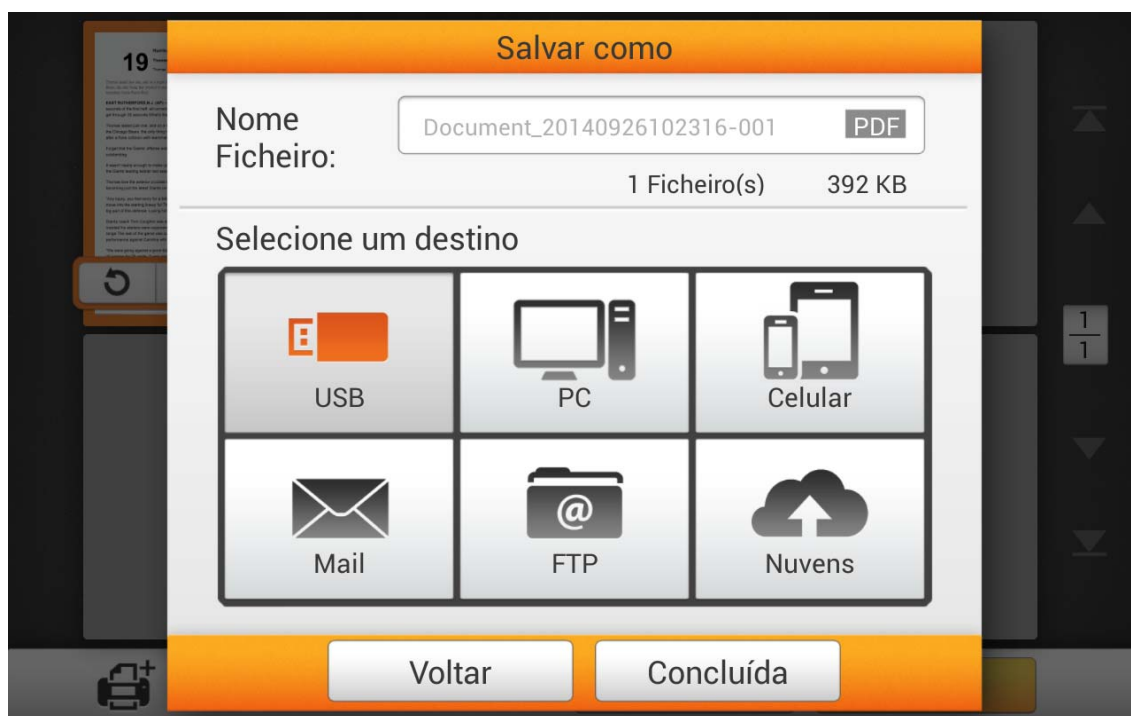 Salvar como
19
Nome
Ficheiro:
Document_20140926102316-001
PDF
1 Ficheiro(s) 392 KB
Selecione um destino
USB
PC
Celular
Mail
@
FTP
Nuvens
1
1
Voltar
Concluída